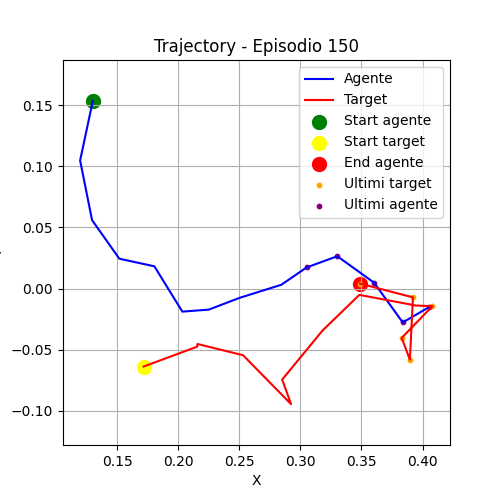 Trajectory - Episodio 150
Agente
Target
Start agente
Start target
End agente
Ultimi target
Ultimi agente
0.15
0.10
0.05
0.00
−0.05
−0.10
0.15
0.20
0.25
0.30
0.35
0.40
X